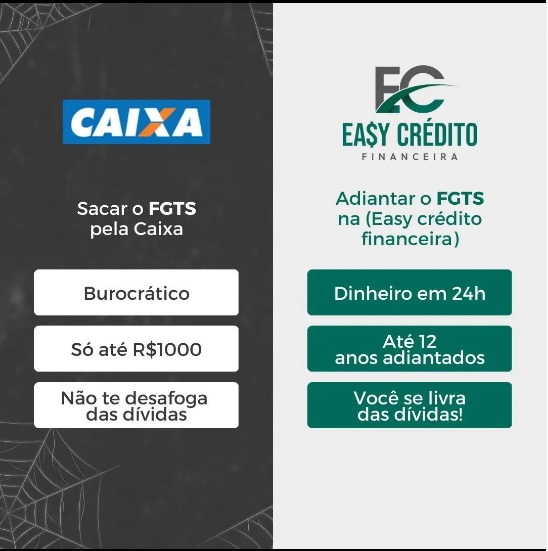 CAIXA
Sacar o FGTS
pela Caixa
Burocrático
Só até R$1000
Não te desafoga
das dívidas
EC
EA$Y CRÉDITO
FINANCEIRA
Adiantar o FGTS
na (Easy crédito
financeira)
Dinheiro em 24h
Até 12
anos adiantados
Você se livra
das dívidas!